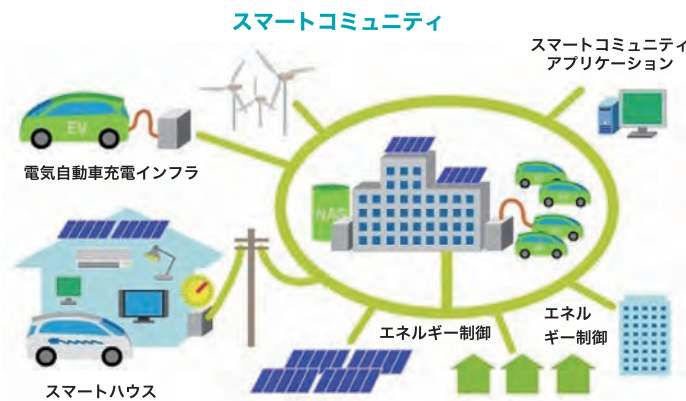 スマートコミュニティ
スマートコミュニティ
アプリケーション
EV
電気自動車充電インフラ
NAS
エネルギー制御
エネル
ギー制御
スマートハウス